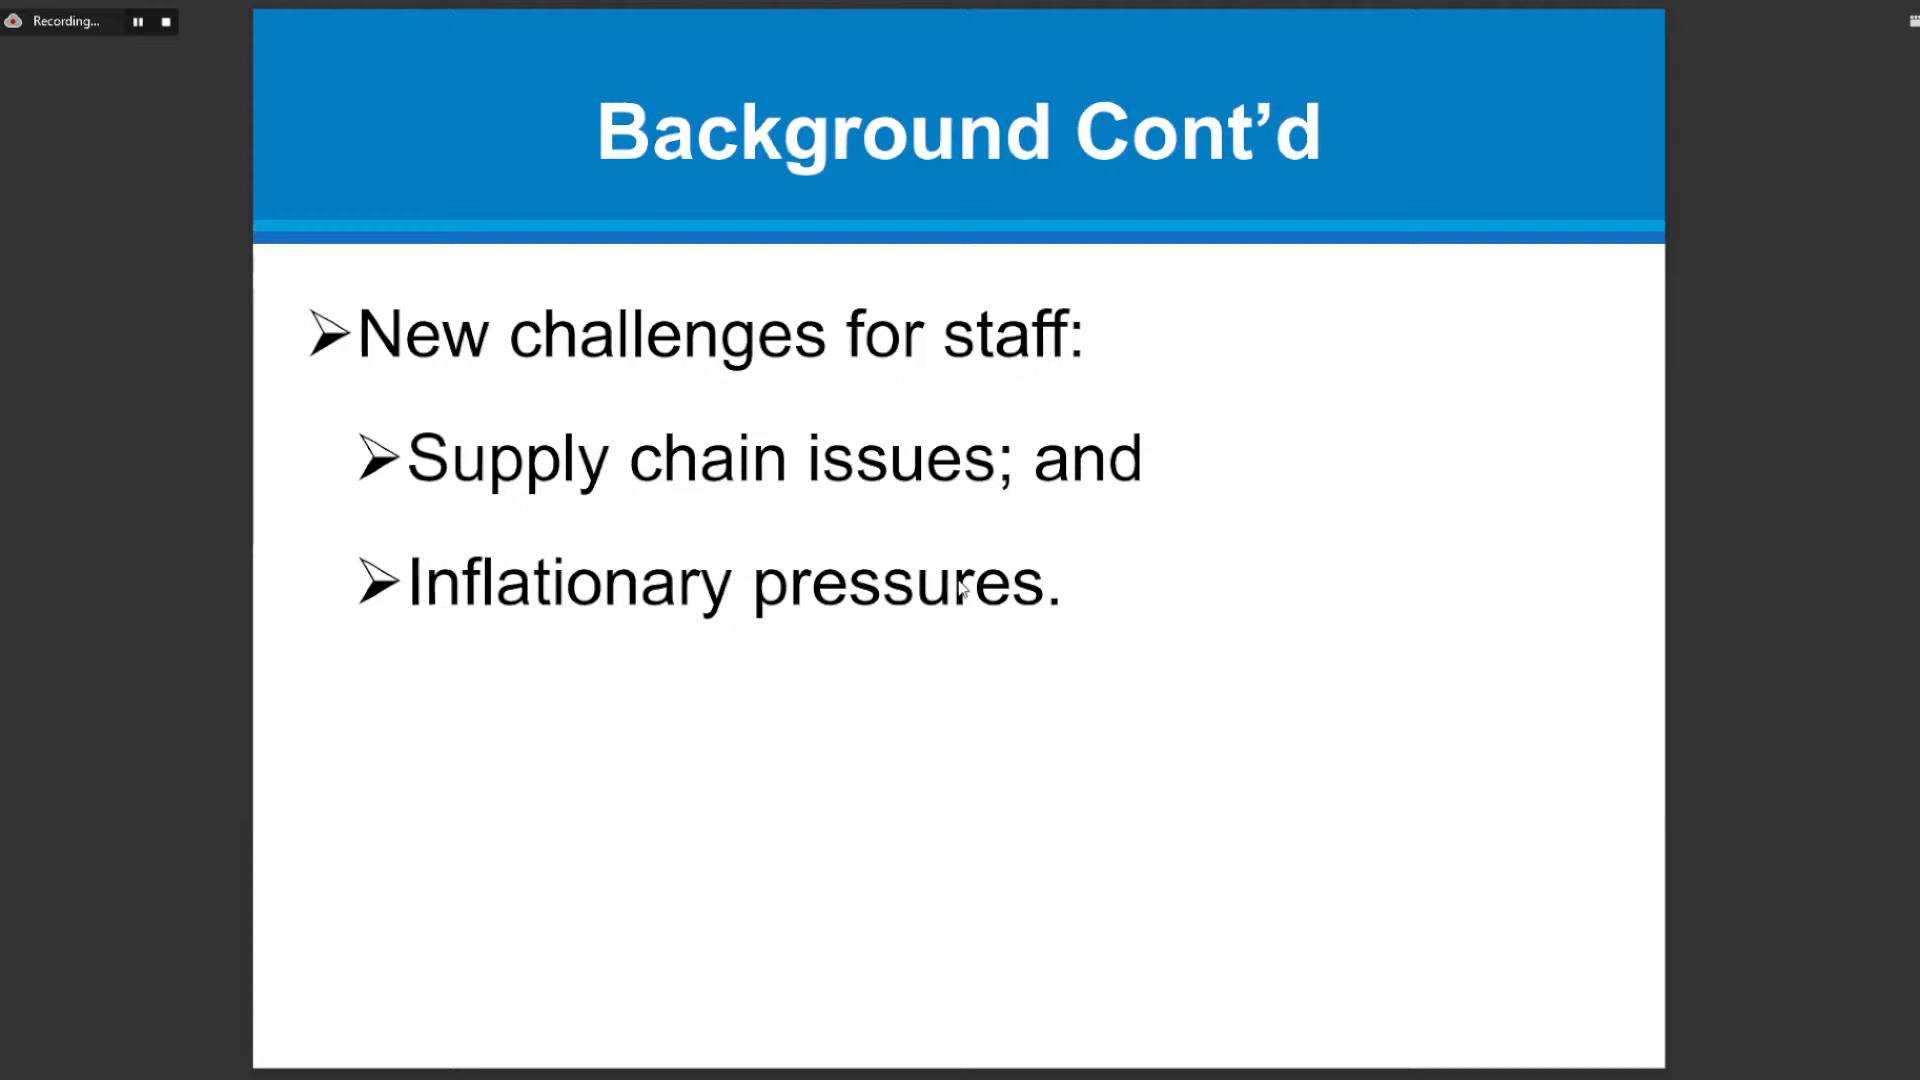 Recording...
Background Cont’d
➢New challenges for staff:
➢Supply chain issues; and
➢Inflationary pressures.